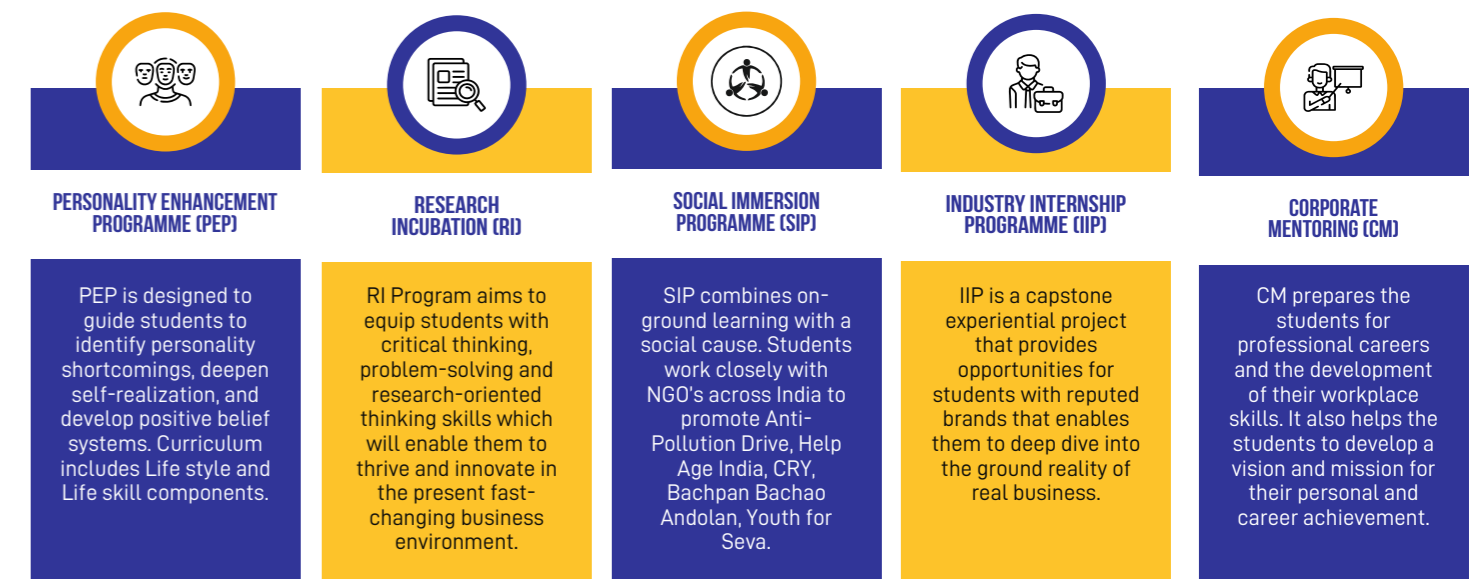 PERSONALITY ENHANCEMENT
PROGRAMME (PEP)
PEP is designed to
guide students to
identify personality
shortcomings, deepen
self-realization, and
develop positive belief
systems. Curriculum
includes Life style and
Life skill components.
RESEARCH
INCUBATION (RI)
RI Program aims to
equip students with
critical thinking,
problem-solving and
research-oriented
thinking skills which
will enable them to
thrive and innovate in
the present fast-
changing business
environment.
SOCIAL IMMERSION
PROGRAMME (SIP)
SIP combines on-
ground learning with a
social cause. Students
work closely with
NGO's across India to
promote Anti-
Pollution Drive, Help
Age India, CRY,
Bachpan Bachao
Andolan, Youth for
Seva.
INDUSTRY INTERNSHIP
PROGRAMME (IIP)
IIP is a capstone
experiential project
that provides
opportunities for
students with reputed
brands that enables
them to deep dive into
the ground reality of
real business.
CORPORATE
MENTORING (CM)
CM prepares the
students for
professional careers
and the development
of their workplace
skills. It also helps the
students to develop a
vision and mission for
their personal and
career achievement.